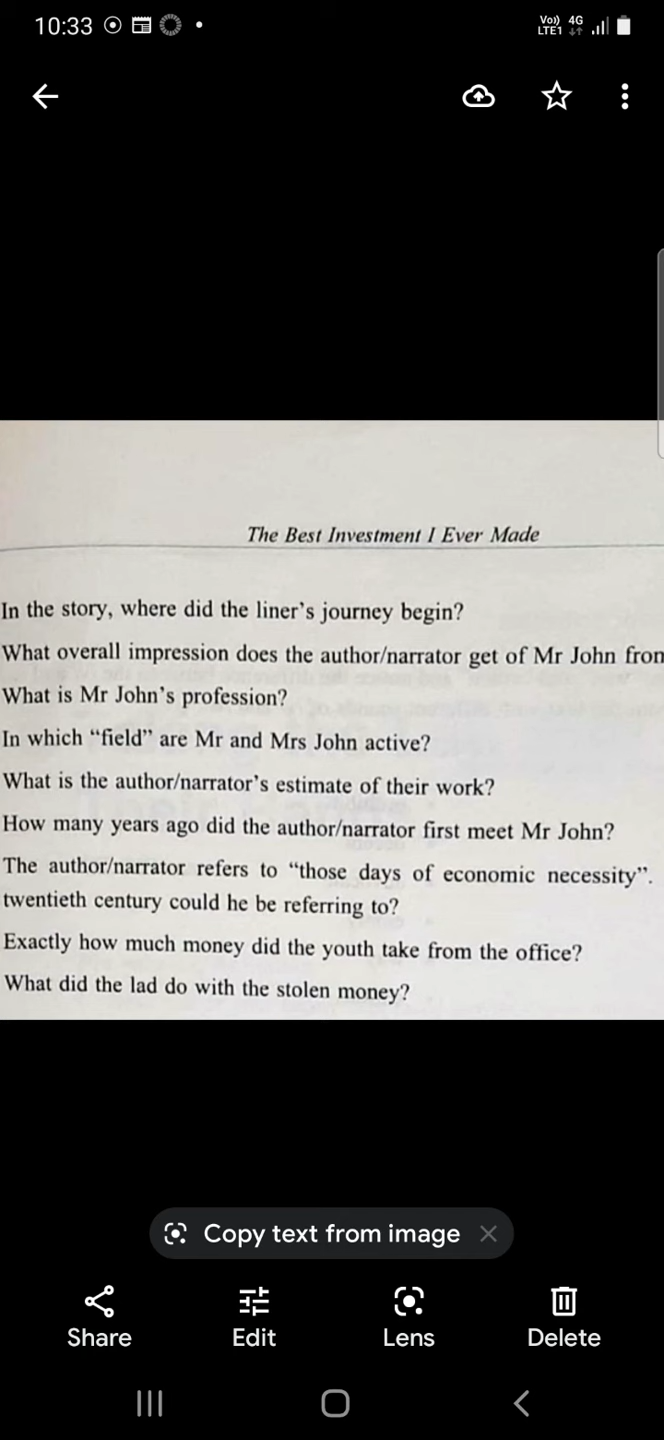 10:33
Vo)) 4G
LTE1
The Best Investment I Ever Made
In the story, where did the liner's journey begin?
What overall impression does the author/narrator get of Mr John from
What is Mr John's profession?
In which “field” are Mr and Mrs John active?
What is the author/narrator's estimate of their work?
How many years ago did the author/narrator first meet Mr John?
The author/narrator refers to “those days of economic necessity”.
twentieth century could he be referring to?
Exactly how much money did the youth take from the office?
What did the lad do with the stolen money?
Copy text from image
Share Edit Lens Delete